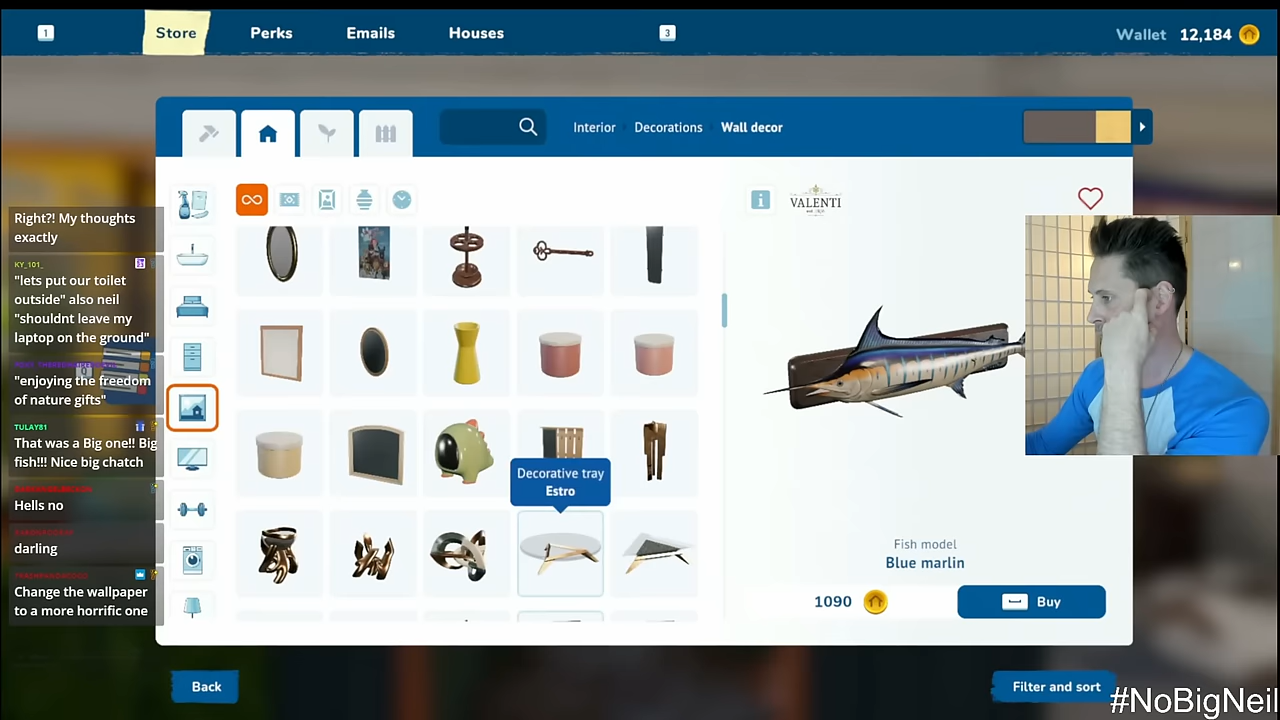 1
Store
Perks
Emails
Houses
3
Wallet 12,184
Interior
Decorations
Wall decor
VALENTI
Right?! My thoughts
exactly
KY_101_
"lets put our toilet
outside" also neil
"shouldnt leave my
laptop on the ground"
"enjoying the freedom
of nature gifts"
TULAY81
That was a Big one!! Big
fish!!! Nice big chatch
Hells no
darling
Change the wallpaper
to a more horrific one
Decorative tray
Estro
Fish model
Blue marlin
1090
Buy
Back
Filter and sort
#NoBigNeil